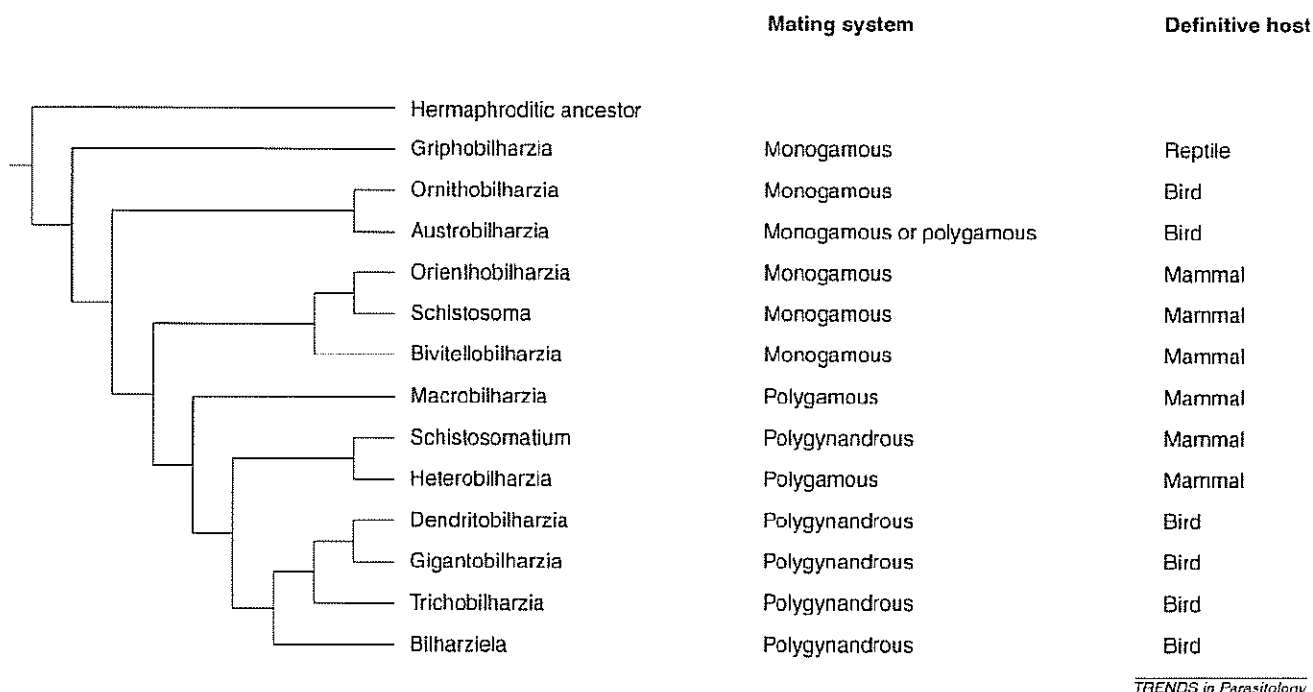 Mating system Definitive host
Hermaphroditic ancestor
Griphobilharzia Monogamous Reptile
Ornithobilharzia Monogamous Bird
Austrobilharzia Monogamous or polygamous Bird
Orienthobilharzia Monogamous Mammal
Schistosoma Monogamous Mammal
Bivitellobilharzia Monogamous Mammal
Macrobilharzia Polygamous Mammal
Schistosomatium Polygynandrous Mammal
Heterobilharzia Polygamous Mammal
Dendritobilharzia Polygynandrous Bird
Gigantobilharzia Polygynandrous Bird
Trichobilharzia Polygynandrous Bird
Bilharziela Polygynandrous Bird
TRENDS in Parasitology